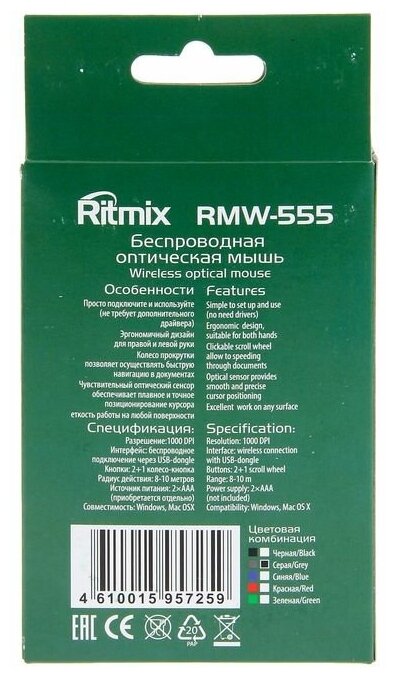 Ritmix RMW-555
Беспроводная
оптическая мышь
Wireless optical mouse
Особенности
Просто подключите и используйте
(не требует дополнительного
драйвера)
Эргономичный дизайн
для правой и левой руки
Колесо прокрутки
позволяет осуществлять быструю
навигацию в документах
Чувствительный оптический сенсор
обеспечивает плавное и точное
позиционирование курсора
еткость работы на любой поверхности
Features
Simple to set up and use
(no need drivers)
Ergonomic design,
suitable for both hands
Clickable scroll wheel
allow to speeding
through documents
Optical sensor provides
smooth and precise
cursor positioning
Excellent work on any surface
Спецификация:
Разрешение:1000 DPI
Интерфейс: беспроводное
подключение через USB-dongle
Кнопки: 2+1 колесо-кнопка
Радиус действия: 8-10 метров
Источник питания: 2×AAA
(приобретается отдельно)
Совместимость: Windows, Mac OSX
Specification:
Resolution: 1000 DPI
Interface: wireless connection
with USB-dongle
Buttons: 2+1 scroll wheel
Range: 8-10 m
Power supply: 2×AAA
(not included)
Compatibility: Windows, Mac OS X
Цветовая
комбинация
Черная/Black
Серая/Grey
Синяя/Blue
Красная/Red
Зеленая/Green
4 610015 957259
EAC CE 20
PAP